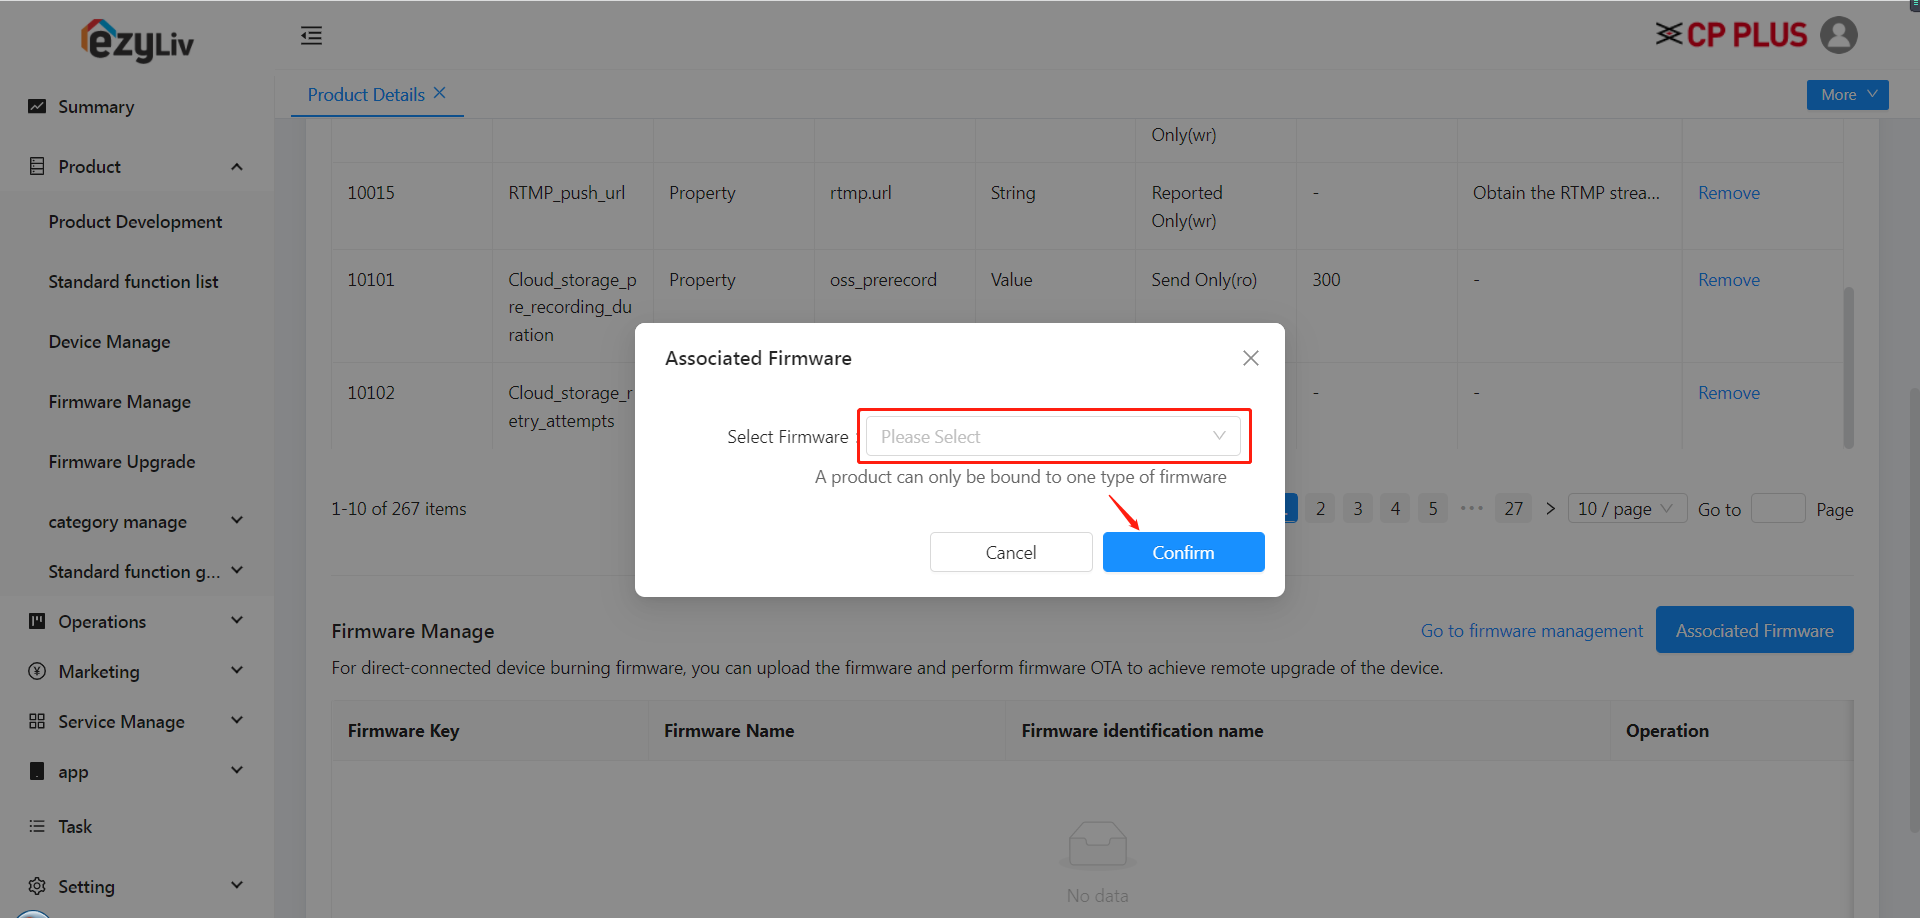 ezyLiv
CP PLUS
Summary
Product
Product Development
Standard function list
Device Manage
Firmware Manage
Firmware Upgrade
category manage
Standard function g...
Operations
Marketing
Service Manage
app
Task
Setting
Product Details
More
Only(wr)
10015 RTMP_push_url Property rtmp.url String Reported - Obtain the RTMP strea... Remove
Only(wr)
10101 Cloud_storage_p Property oss_prerecord Value Send Only(ro) 300 - Remove
re_recording_du
ration
10102 Cloud_storage_r - - Remove
etry_attempts
Associated Firmware
Select Firmware : Please Select
A product can only be bound to one type of firmware
Cancel Confirm
1-10 of 267 items 2 3 4 5 ••• 27 10 / page Go to Page
Firmware Manage Go to firmware management Associated Firmware
For direct-connected device burning firmware, you can upload the firmware and perform firmware OTA to achieve remote upgrade of the device.
Firmware Key Firmware Name Firmware identification name Operation
No data